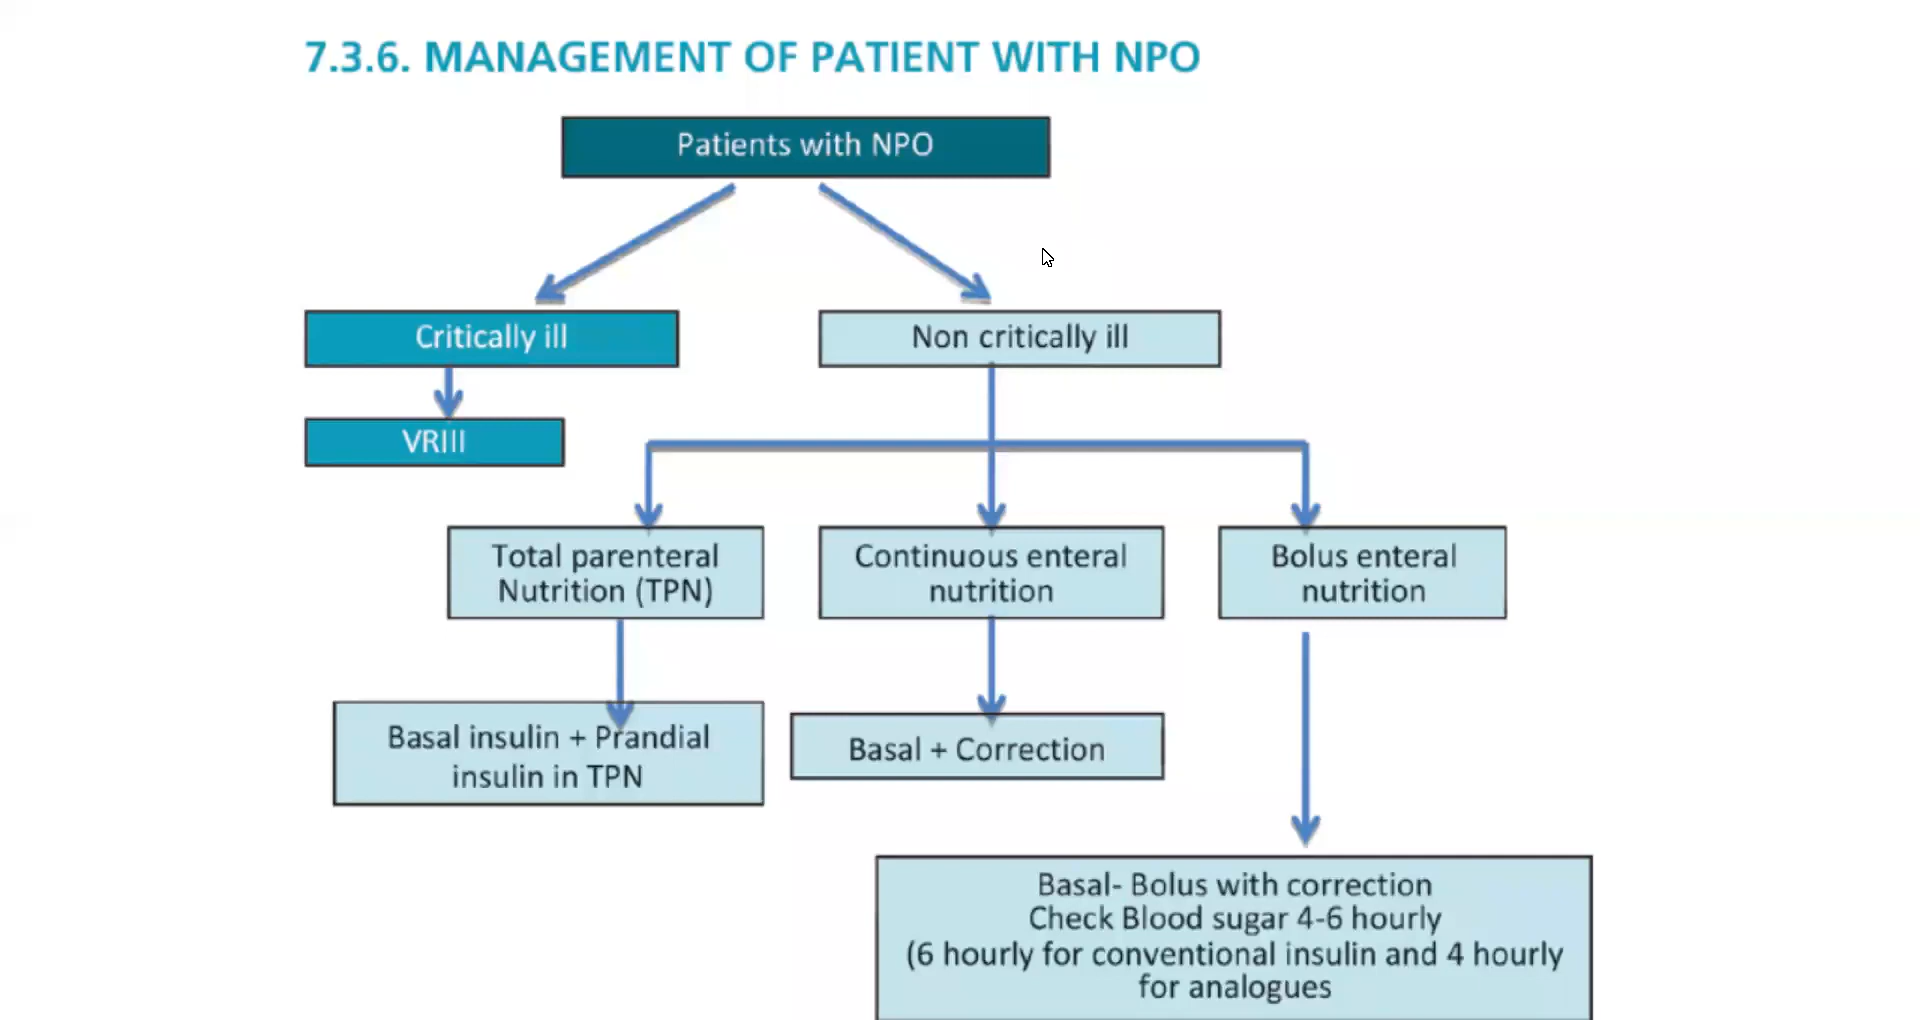 7.3.6. MANAGEMENT OF PATIENT WITH NPO
Patients with NPO
Critically ill
Non critically ill
VRIII
Total parenteral
Nutrition (TPN)
Continuous enteral
nutrition
Bolus enteral
nutrition
Basal insulin + Prandial
insulin in TPN
Basal + Correction
Basal- Bolus with correction
Check Blood sugar 4-6 hourly
(6 hourly for conventional insulin and 4 hourly
for analogues